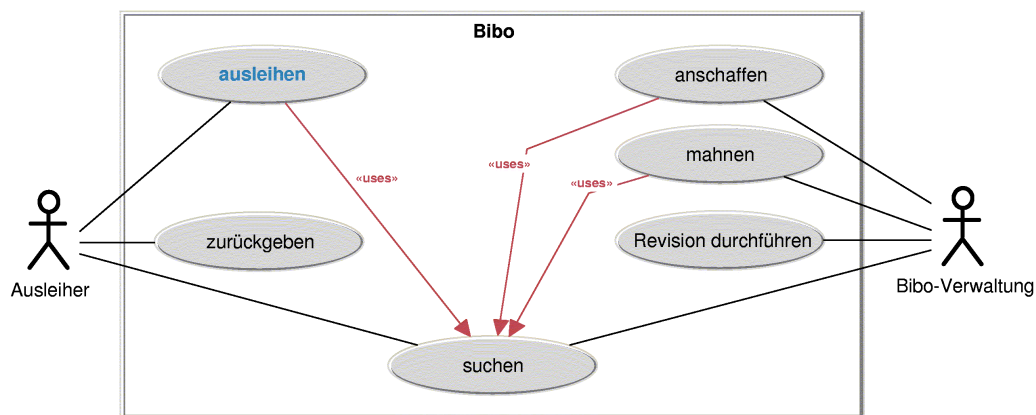 Bibo
ausleihen
anschaffen
«uses»
mahnen
«uses»
«uses»
zurückgeben
Revision durchführen
Ausleiher
Bibo-Verwaltung
suchen